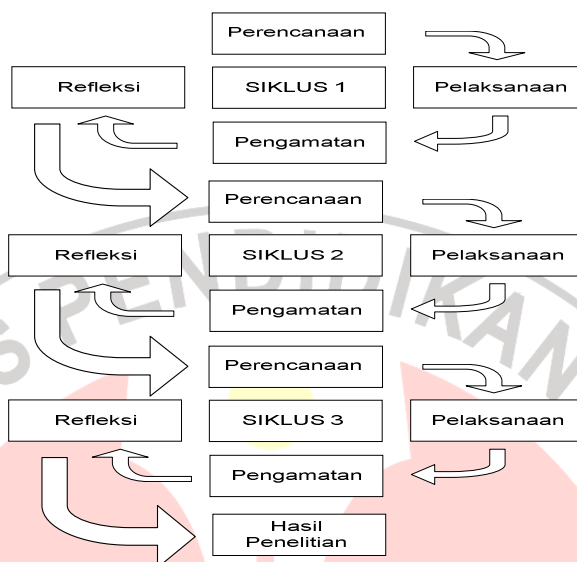 Perencanaan
Refleksi
SIKLUS 1
Pelaksanaan
Pengamatan
Perencanaan
Refleksi
SIKLUS 2
Pelaksanaan
Pengamatan
Perencanaan
Refleksi
SIKLUS 3
Pelaksanaan
Pengamatan
Hasil
Penelitian
S PENDIDIKAN